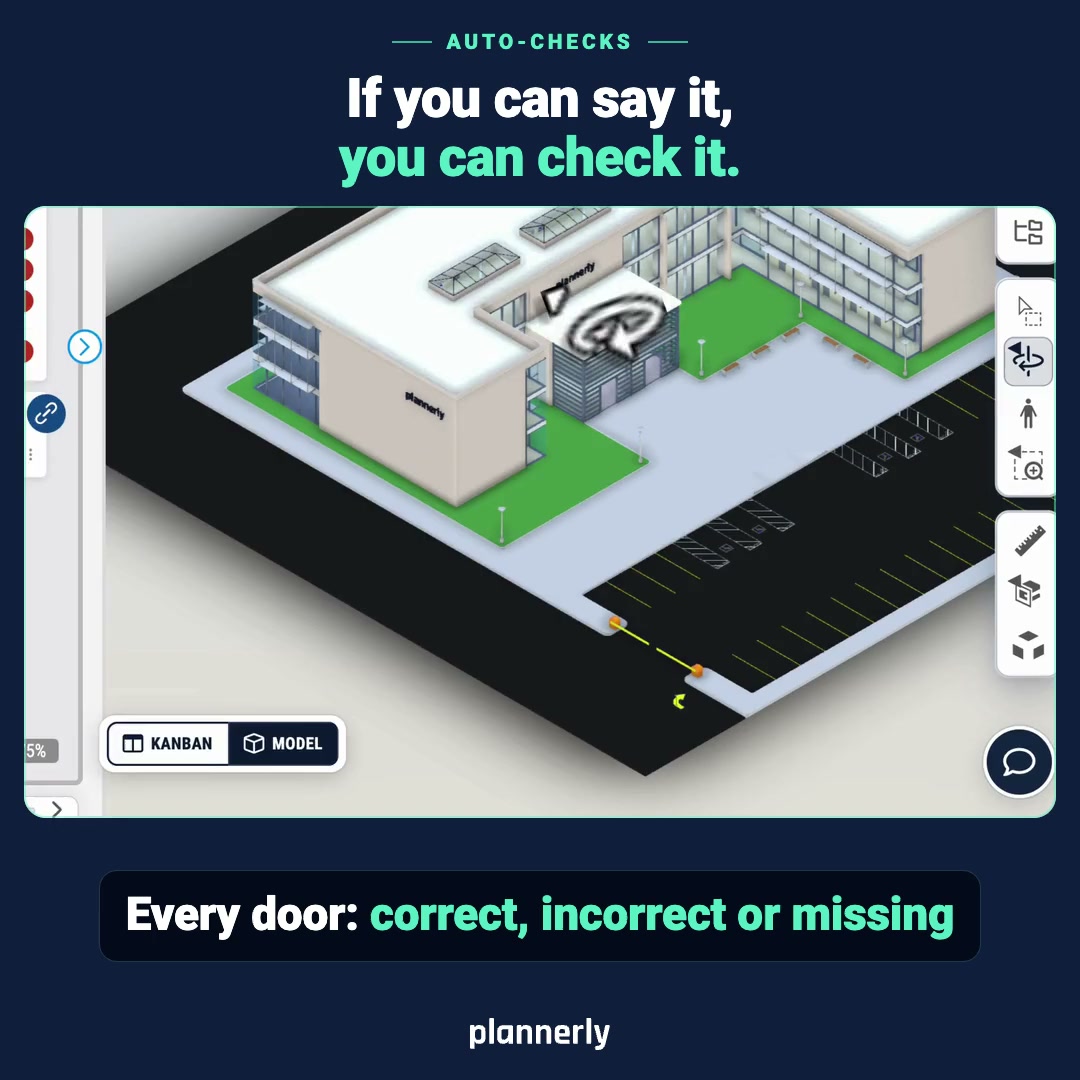 AUTO-CHECKS
If you can say it,
you can check it.
plannerly
plannerly
5%
KANBAN
MODEL
Every door: correct, incorrect or missing
plannerly